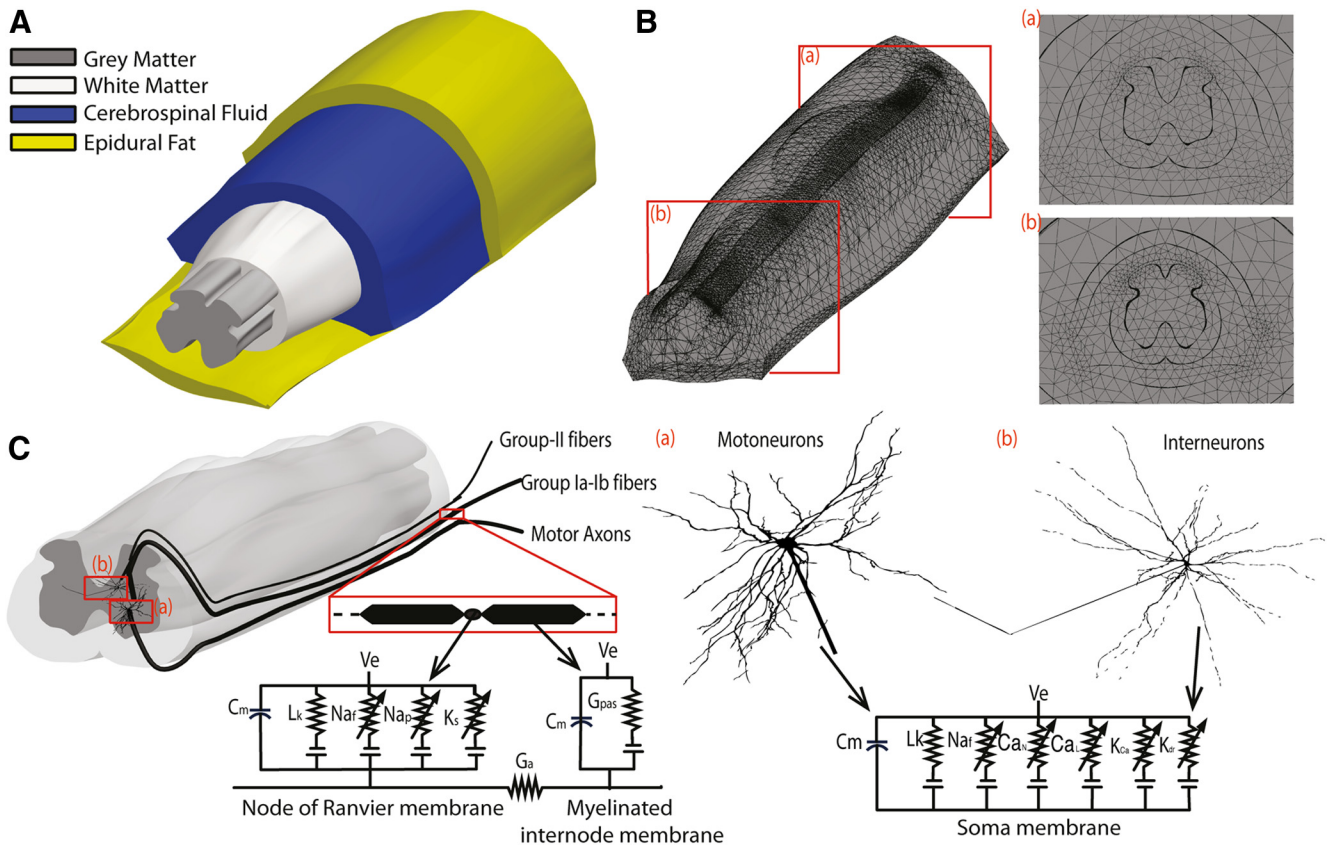 A
Grey Matter
White Matter
Cerebrospinal Fluid
Epidural Fat
B
(a)
(b)
(a)
(b)
C
Group-II fibers
Group Ia-Ib fibers
Motor Axons
(b)
(a)
Ve
Cm
Lk
Naf
Nap
Ks
Ve
Cm
Gpas
Ga
Node of Ranvier membrane
Myelinated
internode membrane
(a)
Motoneurons
(b)
Interneurons
Ve
Cm
Lk
Naf
CaN
CaL
KCa
Kdr
Soma membrane